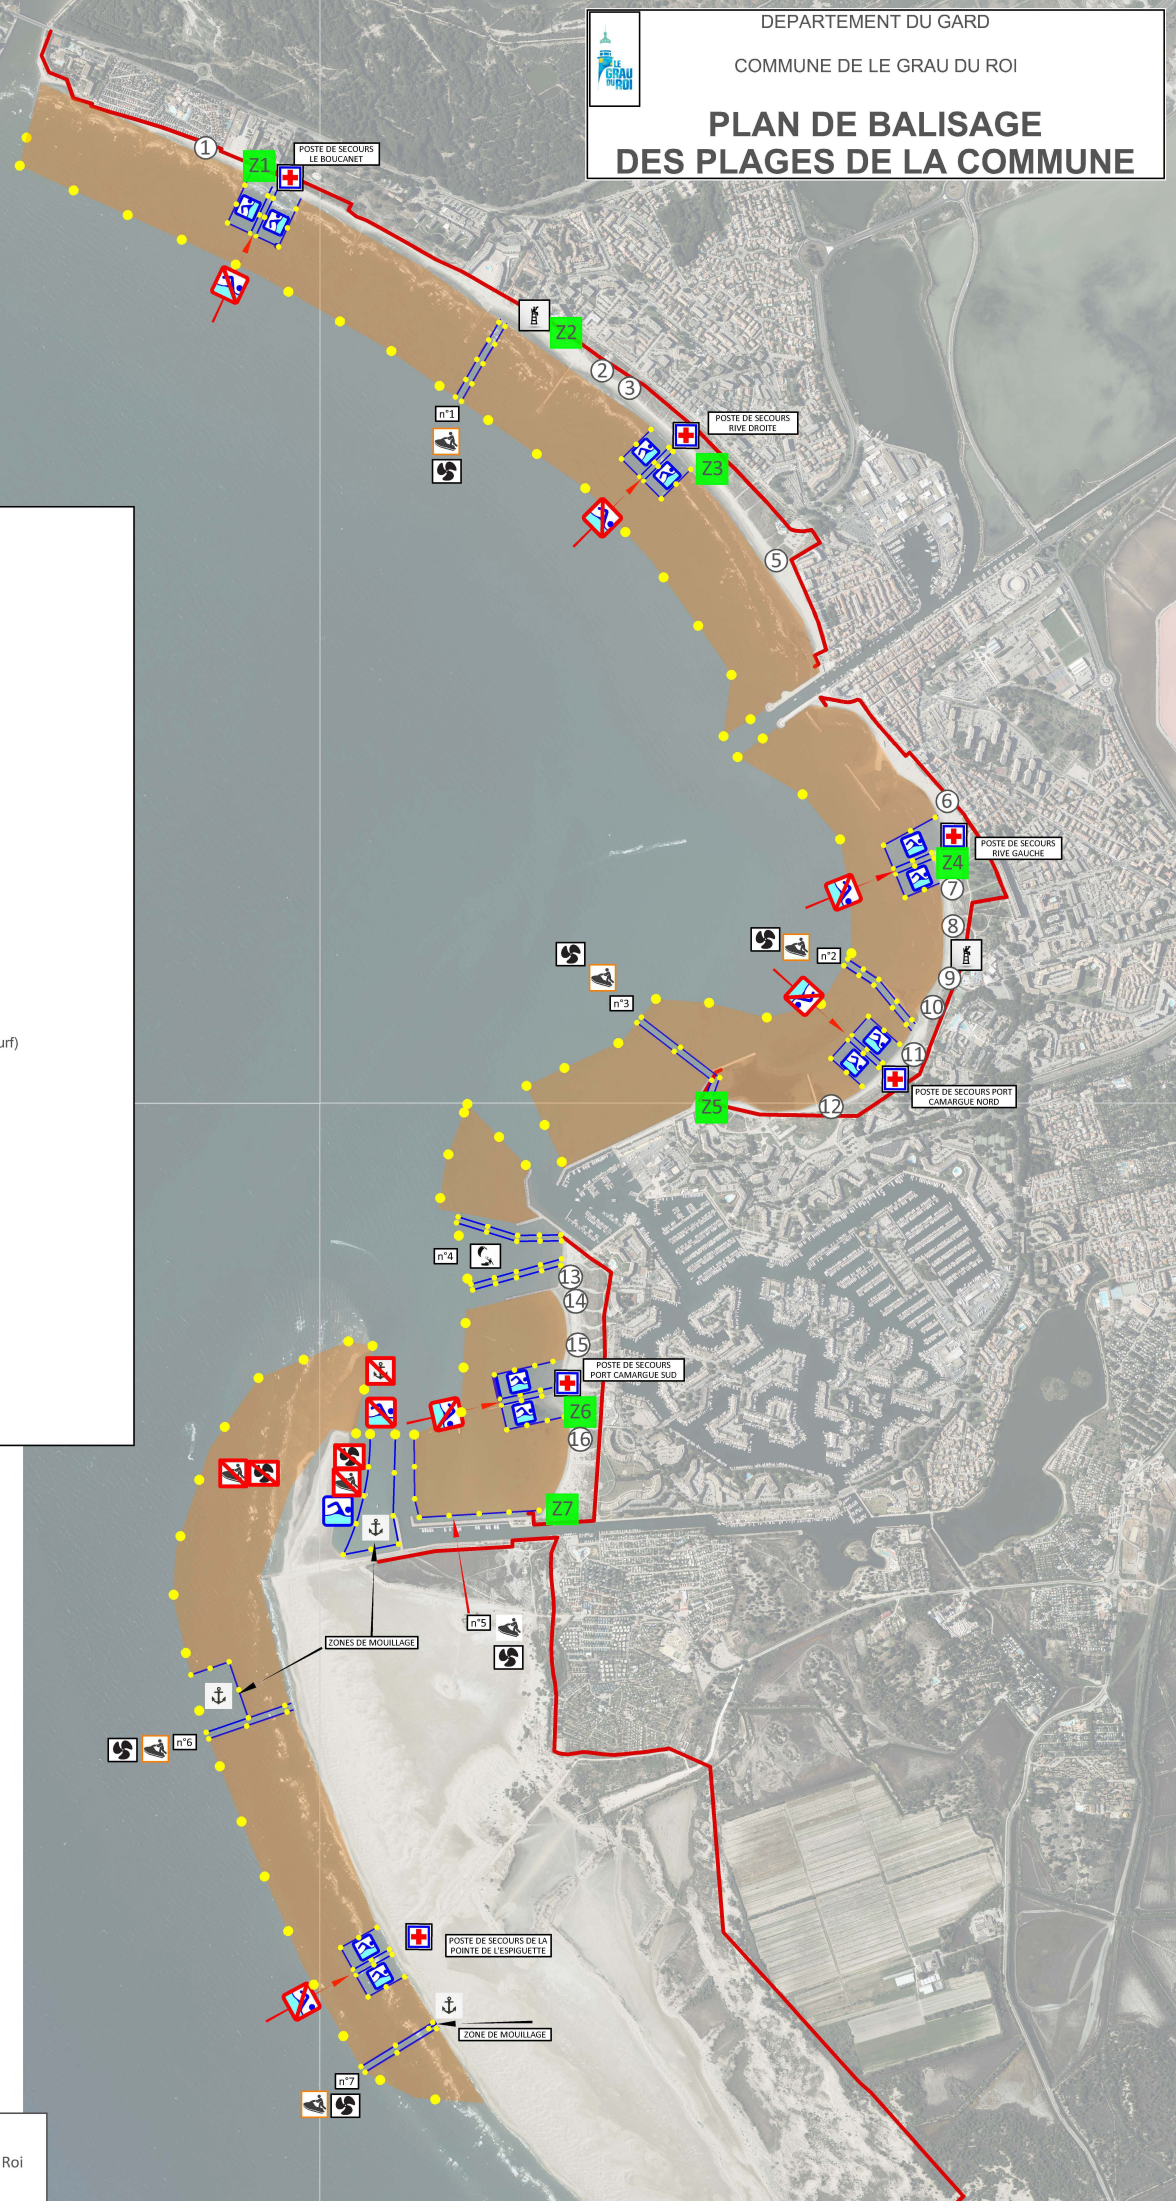 DEPARTEMENT DU GARD
COMMUNE DE LE GRAU DU ROI
PLAN DE BALISAGE
DES PLAGES DE LA COMMUNE
LE
GRAU
DU ROI
1
Z1
POSTE DE SECOURS
LE BOUCANET
Z2
2
3
n°1
POSTE DE SECOURS
RIVE DROITE
Z3
5
6
POSTE DE SECOURS
RIVE GAUCHE
Z4
7
8
n°2
9
n°3
10
11
POSTE DE SECOURS PORT
CAMARGUE NORD
Z5
12
urf)
n°4
13
14
15
POSTE DE SECOURS
PORT CAMARGUE SUD
Z6
16
Z7
n°5
ZONES DE MOUILLAGE
n°6
POSTE DE SECOURS DE LA
POINTE DE L'ESPIGUETTE
ZONE DE MOUILLAGE
n°7
Roi